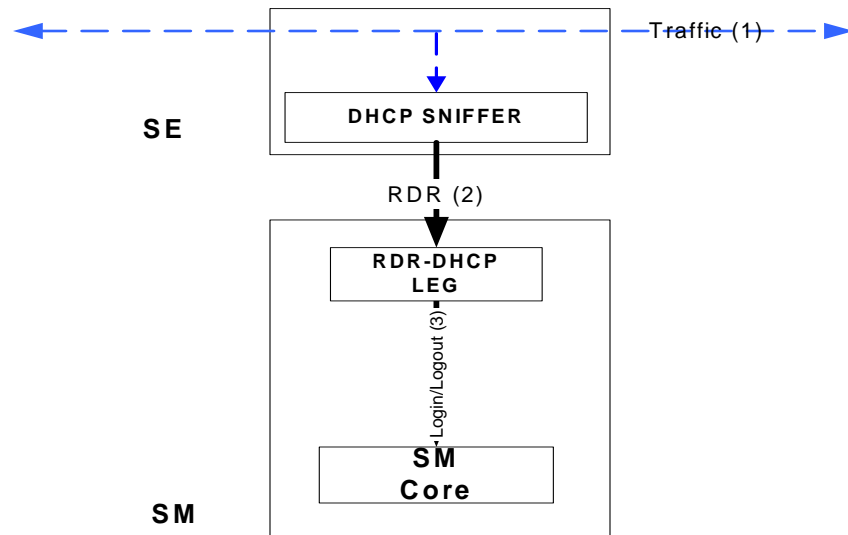 Traffic (1)
DHCP SNIFFER
SE
RDR (2)
RDR-DHCP
LEG
Login/Logout (3)
SM
Core
SM